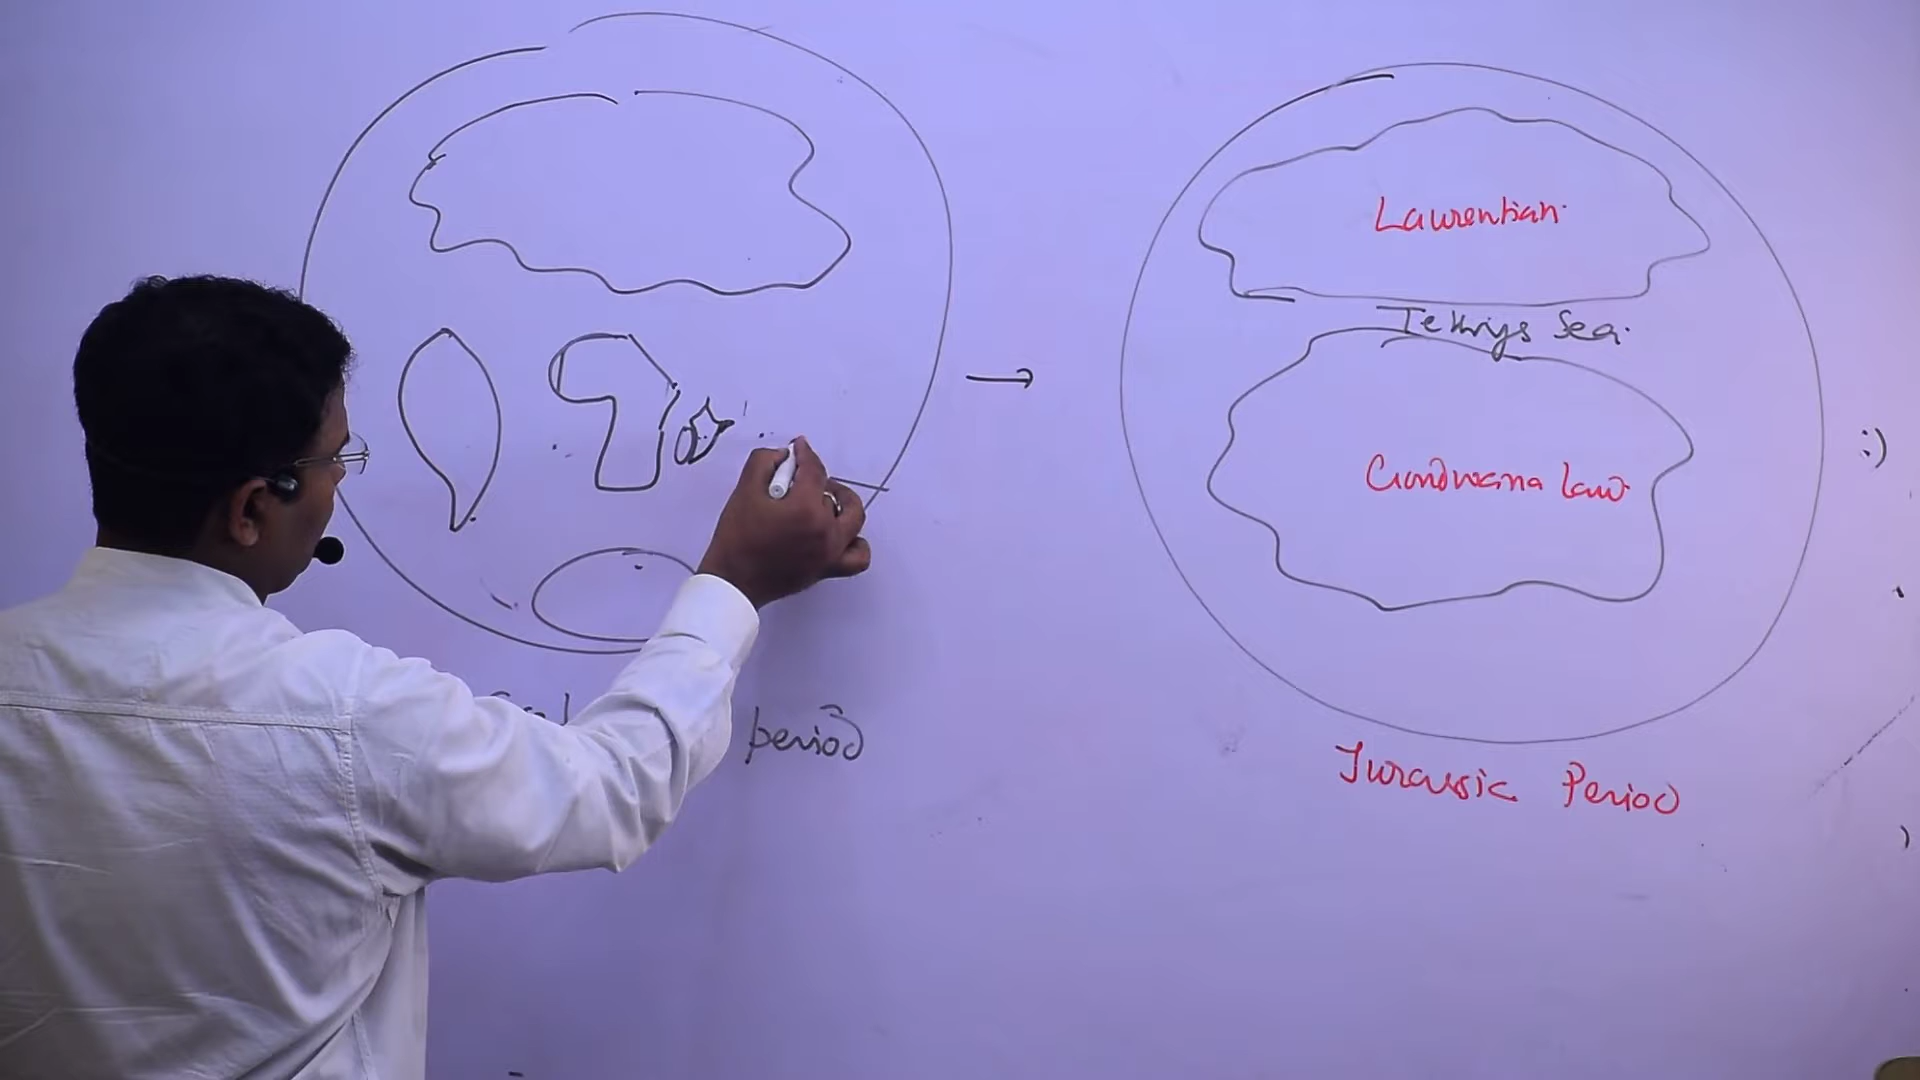 Laurentian
Tethys Sea
Gondwana land
period
Jurassic Period